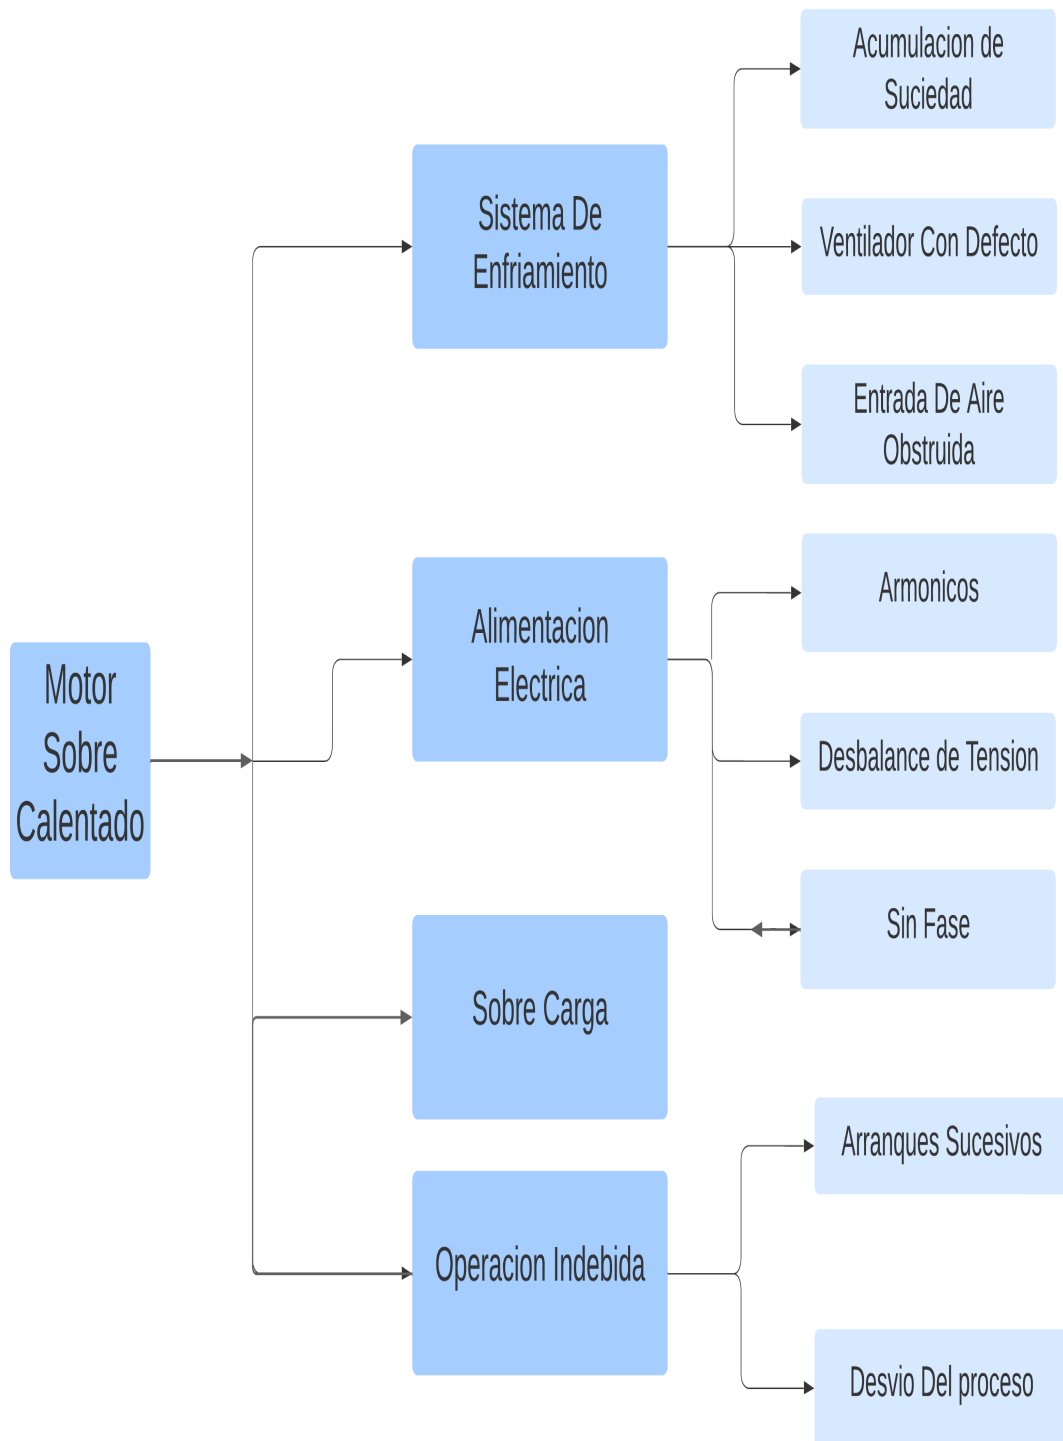 Motor
Sobre
Calentado
Sistema De
Enfriamiento
Acumulacion de
Suciedad
Ventilador Con Defecto
Entrada De Aire
Obstruida
Alimentacion
Electrica
Armonicos
Desbalance de Tension
Sin Fase
Sobre Carga
Operacion Indebida
Arranques Sucesivos
Desvio Del proceso